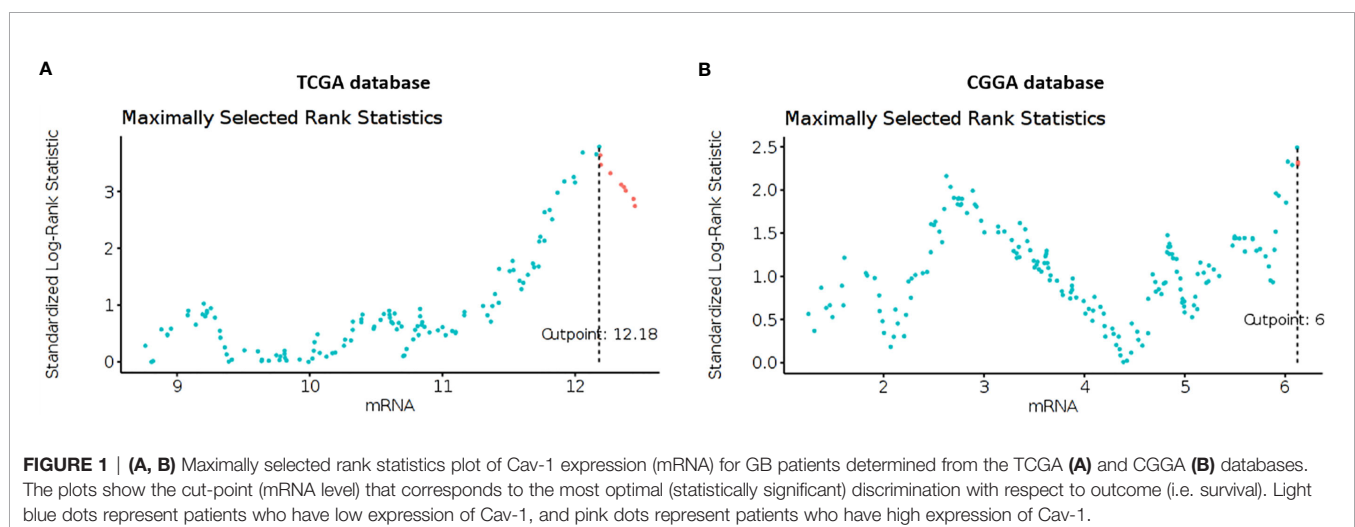 A
TCGA database
Maximally Selected Rank Statistics
Standardized Log-Rank Statistic
3
2
1
0
Cutpoint: 12.18
9 10 11 12
mRNA
B
CGGA database
Maximally Selected Rank Statistics
Standardized Log-Rank Statistic
2.5
2.0
1.5
1.0
0.5
0.0
Cutpoint: 6
2 3 4 5 6
mRNA
FIGURE 1 | (A, B) Maximally selected rank statistics plot of Cav-1 expression (mRNA) for GB patients determined from the TCGA (A) and CGGA (B) databases.
The plots show the cut-point (mRNA level) that corresponds to the most optimal (statistically significant) discrimination with respect to outcome (i.e. survival). Light
blue dots represent patients who have low expression of Cav-1, and pink dots represent patients who have high expression of Cav-1.